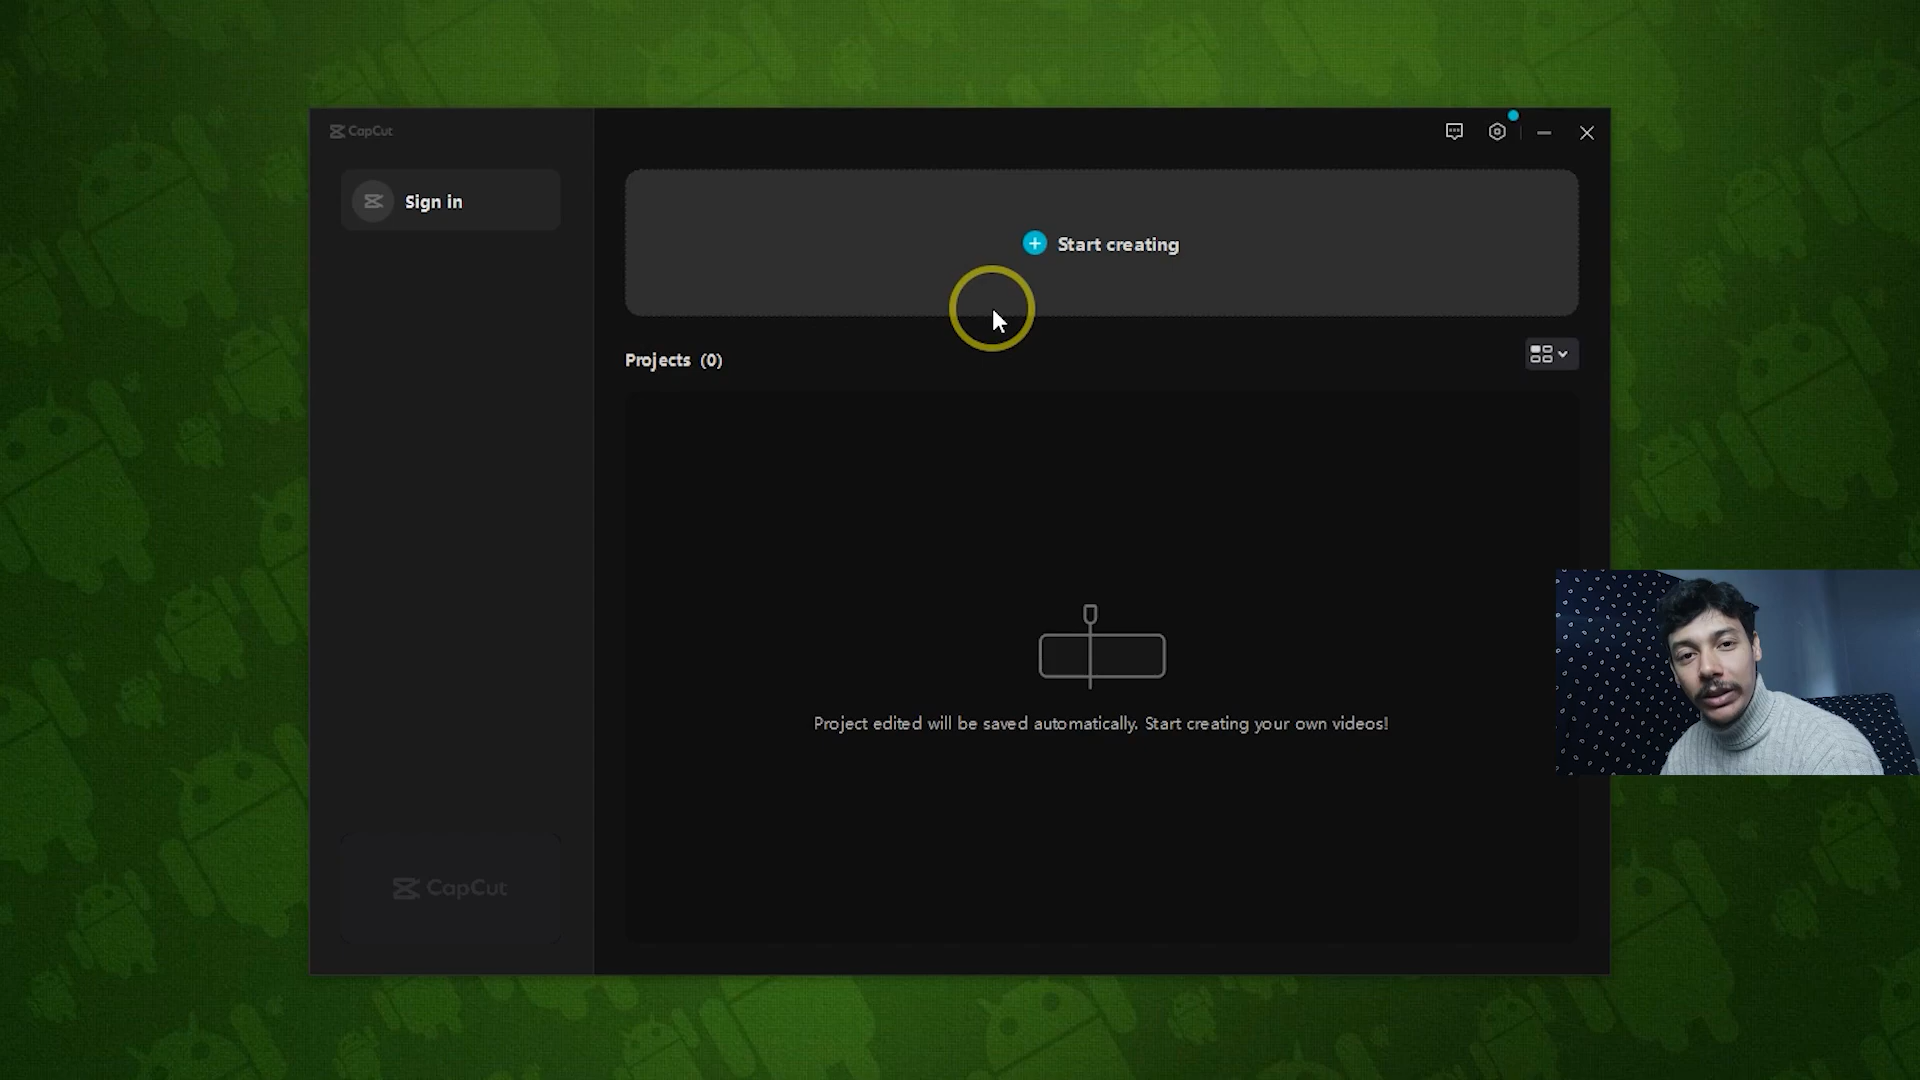 CapCut
Sign in
Start creating
Projects (0)
Project edited will be saved automatically. Start creating your own videos!
CapCut